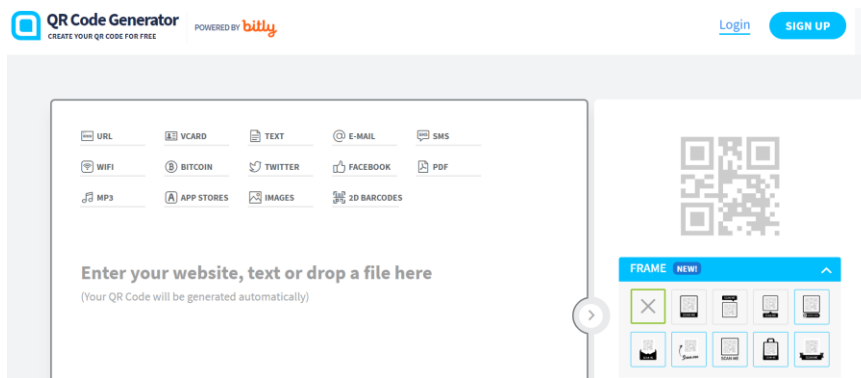 QR Code Generator
CREATE YOUR QR CODE FOR FREE
POWERED BY bitly
Login
SIGN UP
URL
VCARD
TEXT
E-MAIL
SMS
WIFI
BITCOIN
TWITTER
FACEBOOK
PDF
MP3
APP STORES
IMAGES
2D BARCODES
Enter your website, text or drop a file here
(Your QR Code will be generated automatically)
FRAME NEW!
SCAN ME